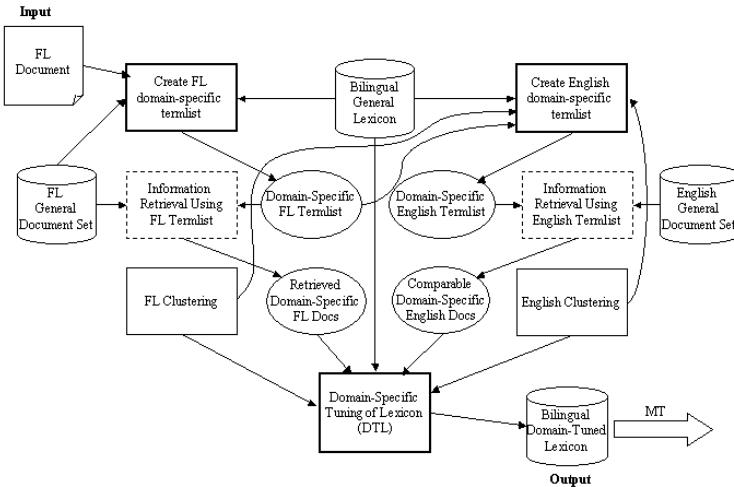 Input
FL
Document
Create FL
domain-specific
termlist
Bilingual
General
Lexicon
Create English
domain-specific
termlist
FL
General
Document Set
Information
Retrieval Using
FL Termlist
Domain-Specific
FL Termlist
Domain-Specific
English Termlist
Information
Retrieval Using
English Termlist
English
General
Document Set
FL Clustering
Retrieved
Domain-Specific
FL Docs
Comparable
Domain-Specific
English Docs
English Clustering
Domain-Specific
Tuning of Lexicon
(DTL)
Bilingual
Domain-Tuned
Lexicon
MT
Output